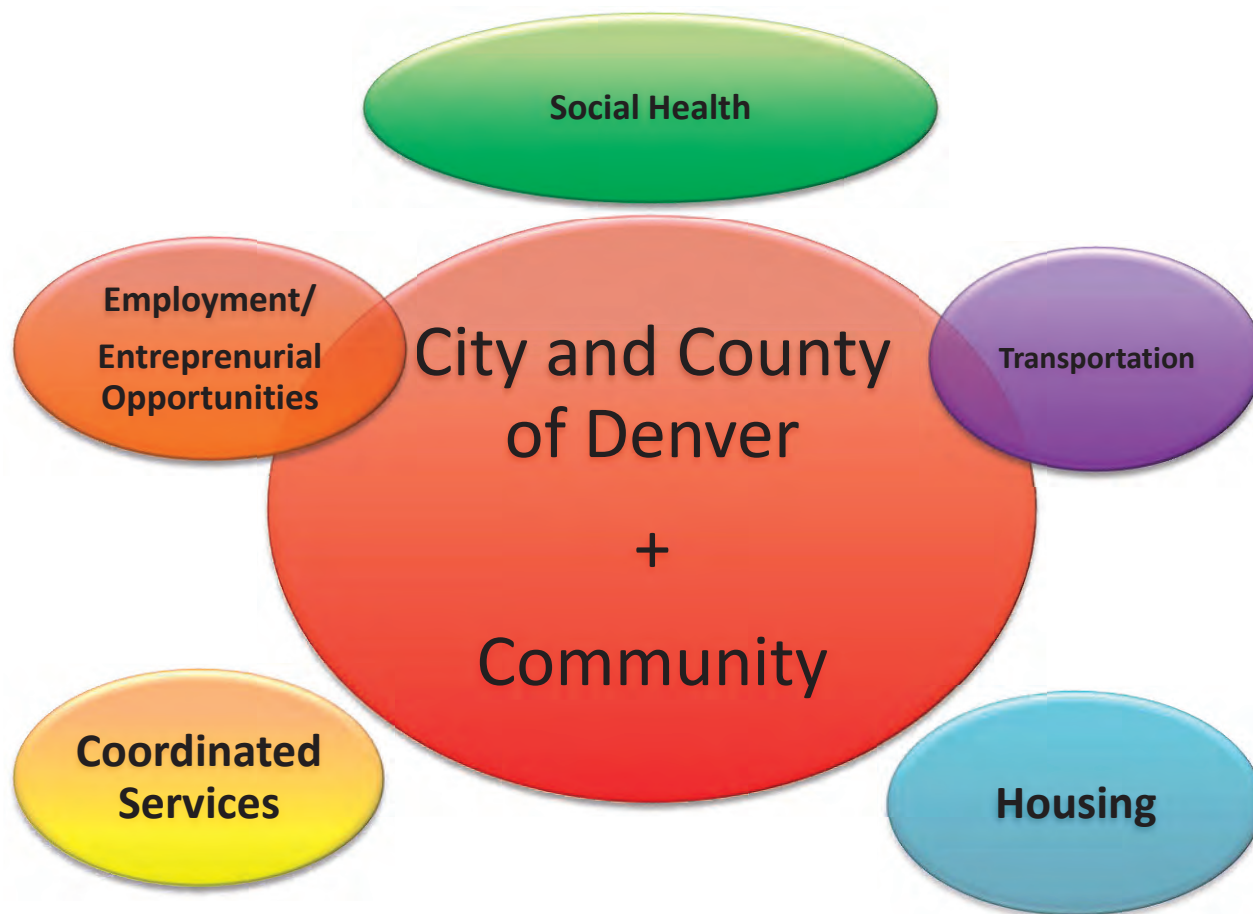 Social Health
Employment/
Entreprenurial
Opportunities
City and County
of Denver
+
Community
Transportation
Coordinated
Services
Housing